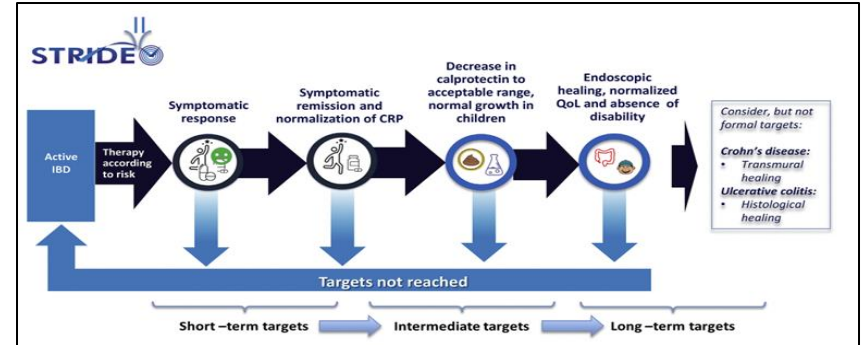 II
STRIDE
Symptomatic
response
Symptomatic
remission and
normalization of CRP
Decrease in
calprotectin to
acceptable range,
normal growth in
children
Endoscopic
healing, normalized
QoL and absence of
disability
Active
IBD
Therapy
according
to risk
Consider, but not
formal targets:
Crohn's disease:
• Transmural
healing
Ulcerative colitis:
• Histological
healing
Targets not reached
Short –term targets
Intermediate targets
Long –term targets